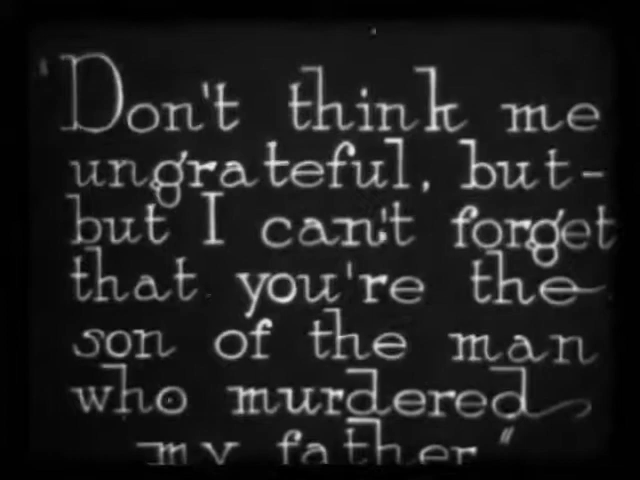 "Don't think me
ungrateful, but-
but I can't forget
that you're the
son of the man
who murdered
my father"